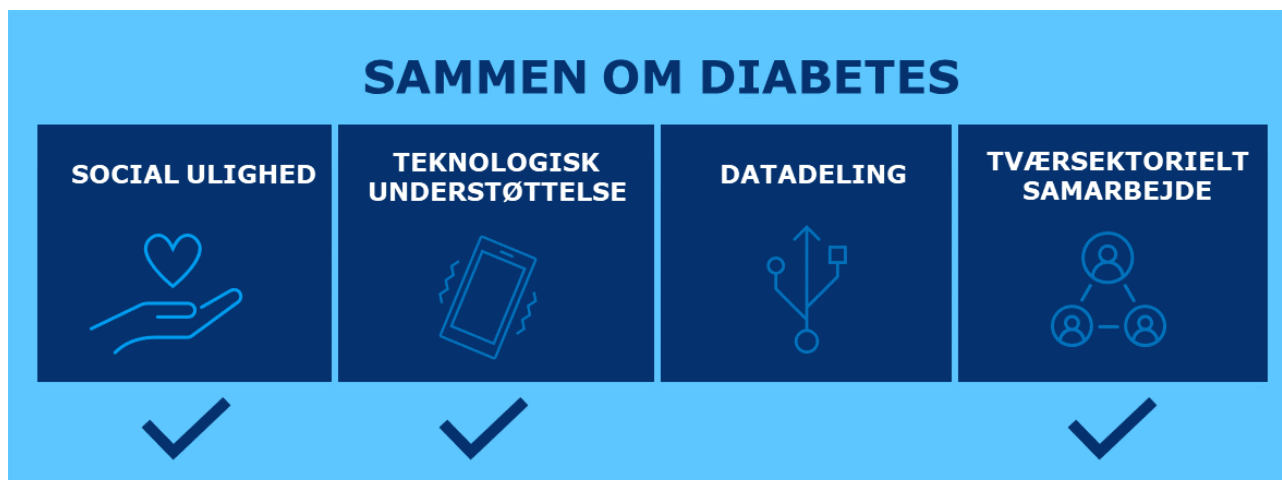 SAMMEN OM DIABETES
SOCIAL ULIGHED
TEKNOLOGISK
UNDERSTØTTELSE
DATADELING
TVÆRSEKTORIELT
SAMARBEJDE